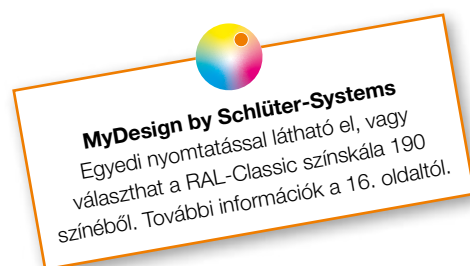 MyDesign by Schlüter-Systems
Egyedi nyomtatással látható el, vagy
választhat a RAL-Classic színskála 190
színéből. További információk a 16. oldaltól.